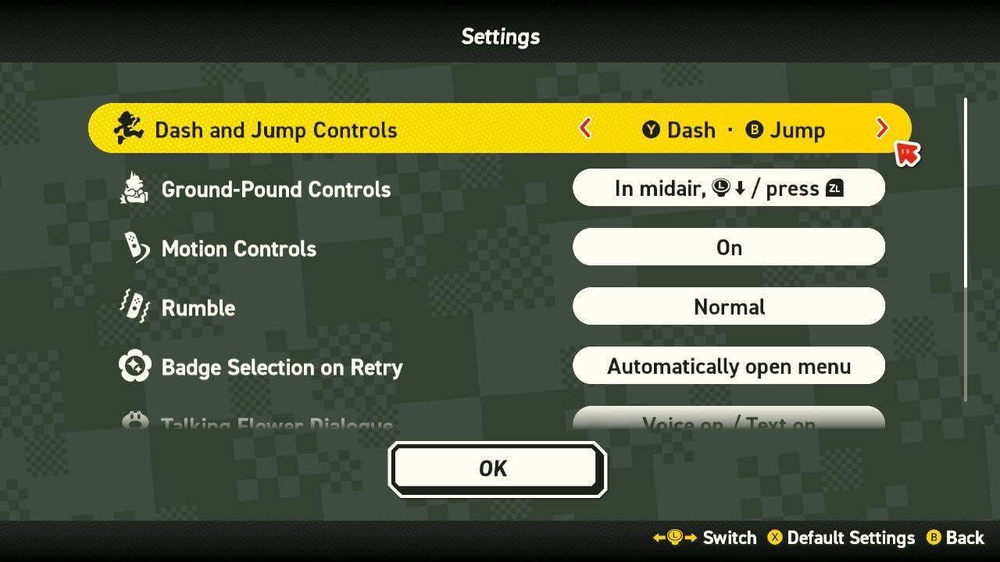 Settings
Dash and Jump Controls Y Dash · B Jump
Ground-Pound Controls In midair, L ↓ / press ZL
Motion Controls On
Rumble Normal
Badge Selection on Retry Automatically open menu
Talking Flower Dialogue Voice on / Text on
OK
← L → Switch X Default Settings B Back